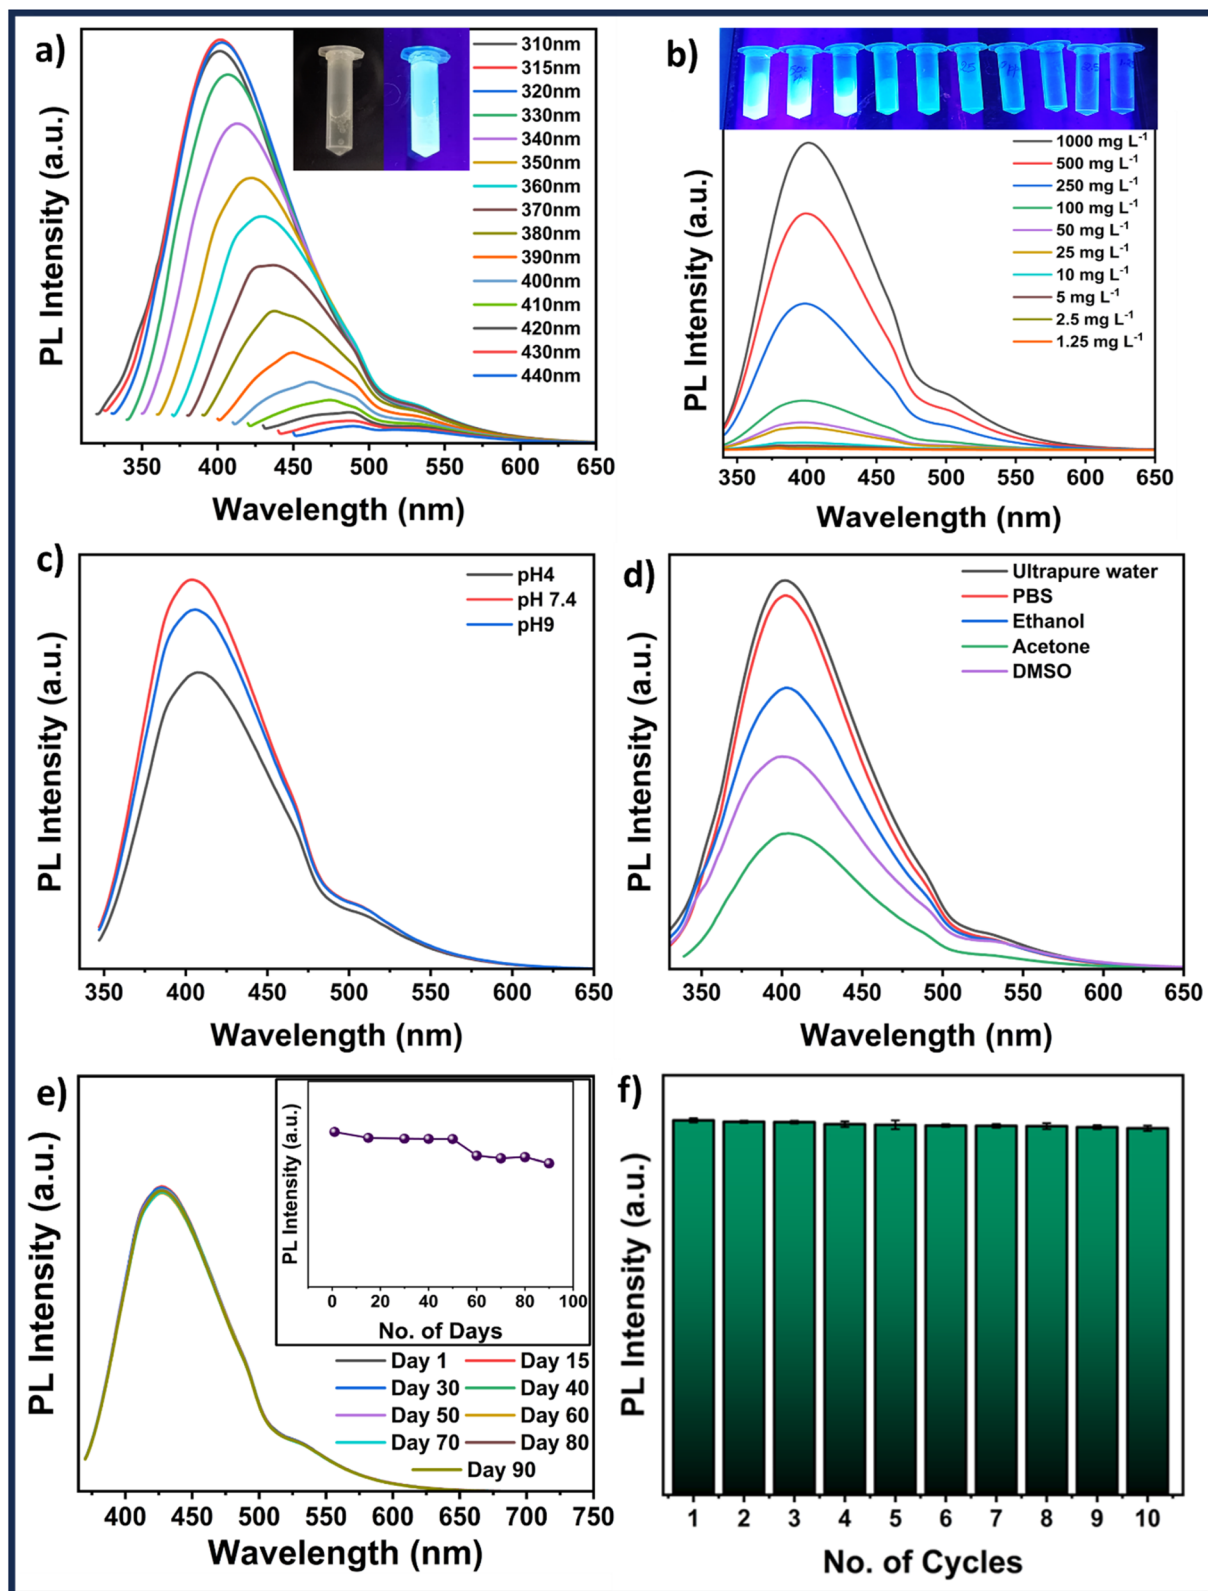 a)
PL Intensity (a.u.)
310nm
315nm
320nm
330nm
340nm
350nm
360nm
370nm
380nm
390nm
400nm
410nm
420nm
430nm
440nm
350 400 450 500 550 600 650
Wavelength (nm)
b)
PL Intensity (a.u.)
1000 mg L⁻¹
500 mg L⁻¹
250 mg L⁻¹
100 mg L⁻¹
50 mg L⁻¹
25 mg L⁻¹
10 mg L⁻¹
5 mg L⁻¹
2.5 mg L⁻¹
1.25 mg L⁻¹
350 400 450 500 550 600 650
Wavelength (nm)
c)
PL Intensity (a.u.)
pH4
pH 7.4
pH9
350 400 450 500 550 600 650
Wavelength (nm)
d)
PL Intensity (a.u.)
Ultrapure water
PBS
Ethanol
Acetone
DMSO
350 400 450 500 550 600 650
Wavelength (nm)
e)
PL Intensity (a.u.)
PL Intensity (a.u.)
0 20 40 60 80 100
No. of Days
Day 1 Day 15
Day 30 Day 40
Day 50 Day 60
Day 70 Day 80
Day 90
400 450 500 550 600 650 700 750
Wavelength (nm)
f)
PL Intensity (a.u.)
1 2 3 4 5 6 7 8 9 10
No. of Cycles